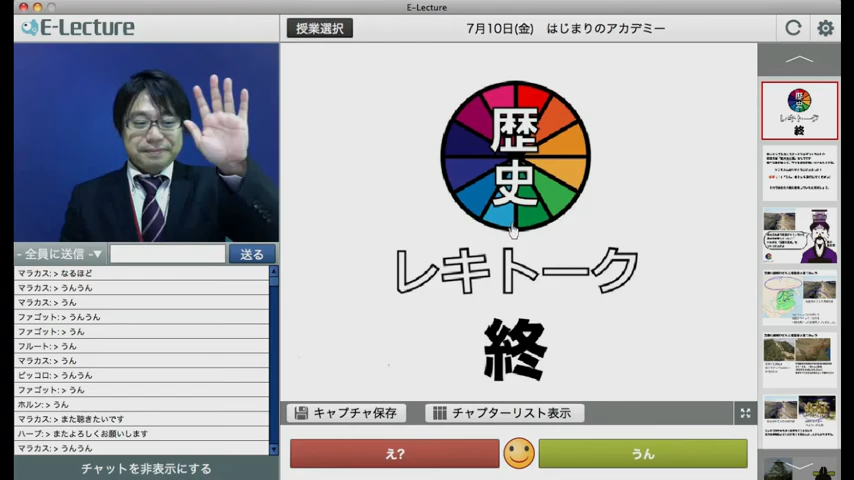 E-Lecture
E-Lecture
授業選択
7月10日(金) はじまりのアカデミー
歴史
レキトーク
終
- 全員に送信 -▼
送る
マラカス: > なるほど
マラカス: > うんうん
マラカス: > うん
ファゴット: > うんうん
ファゴット: > うん
フルート: > うん
マラカス: > うん
ピッコロ: > うんうん
ファゴット: > うん
ホルン: > うん
マラカス: > また聴きたいです
ハープ: > またよろしくお願いします
マラカス: > うんうん
チャットを非表示にする
キャプチャ保存
チャプターリスト表示
え?
うん
歴史
レキトーク
終